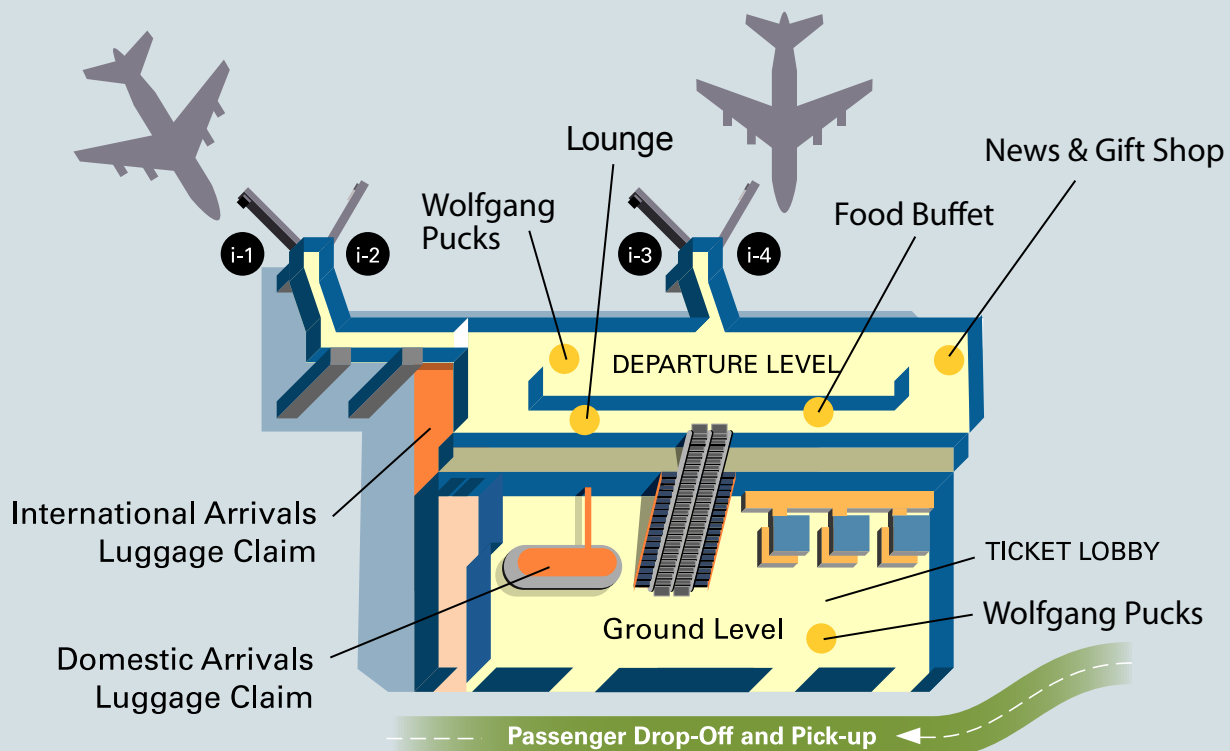 Lounge
News & Gift Shop
Wolfgang
Pucks
Food Buffet
i-1
i-2
i-3
i-4
DEPARTURE LEVEL
International Arrivals
Luggage Claim
TICKET LOBBY
Ground Level
Wolfgang Pucks
Domestic Arrivals
Luggage Claim
Passenger Drop-Off and Pick-up